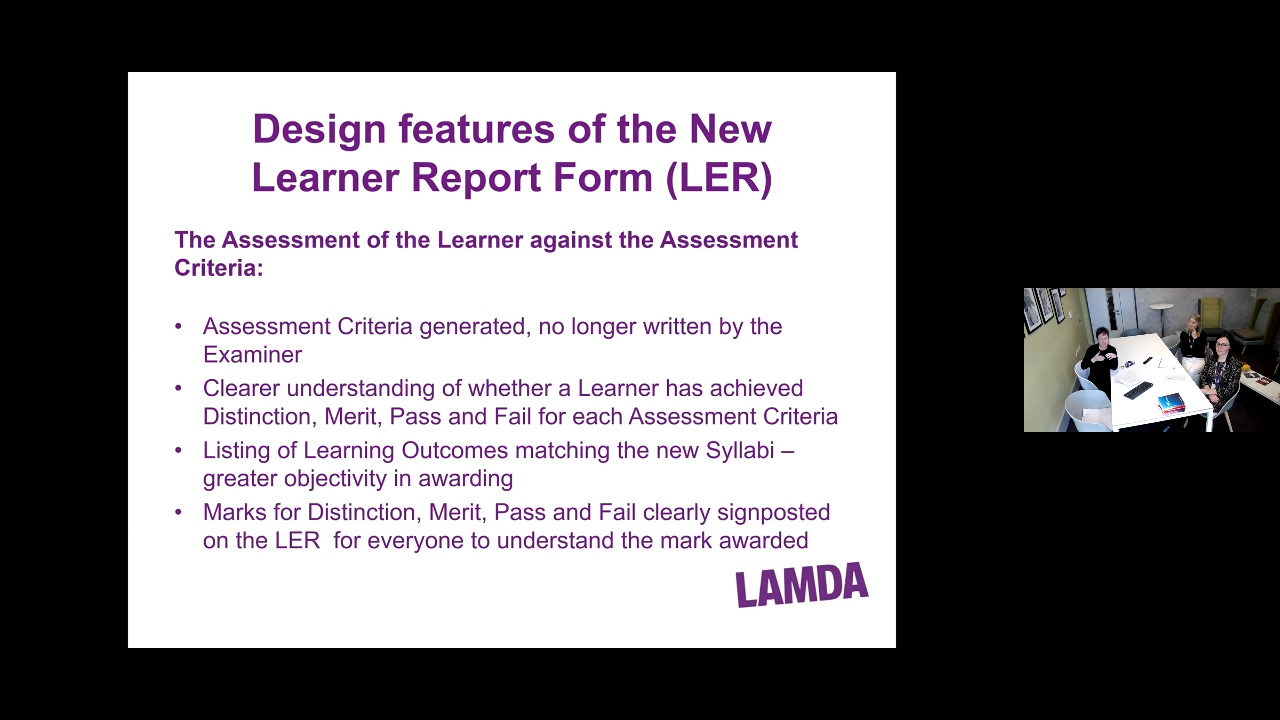 Design features of the New
Learner Report Form (LER)
The Assessment of the Learner against the Assessment
Criteria:
• Assessment Criteria generated, no longer written by the
Examiner
• Clearer understanding of whether a Learner has achieved
Distinction, Merit, Pass and Fail for each Assessment Criteria
• Listing of Learning Outcomes matching the new Syllabi –
greater objectivity in awarding
• Marks for Distinction, Merit, Pass and Fail clearly signposted
on the LER  for everyone to understand the mark awarded
LAMDA